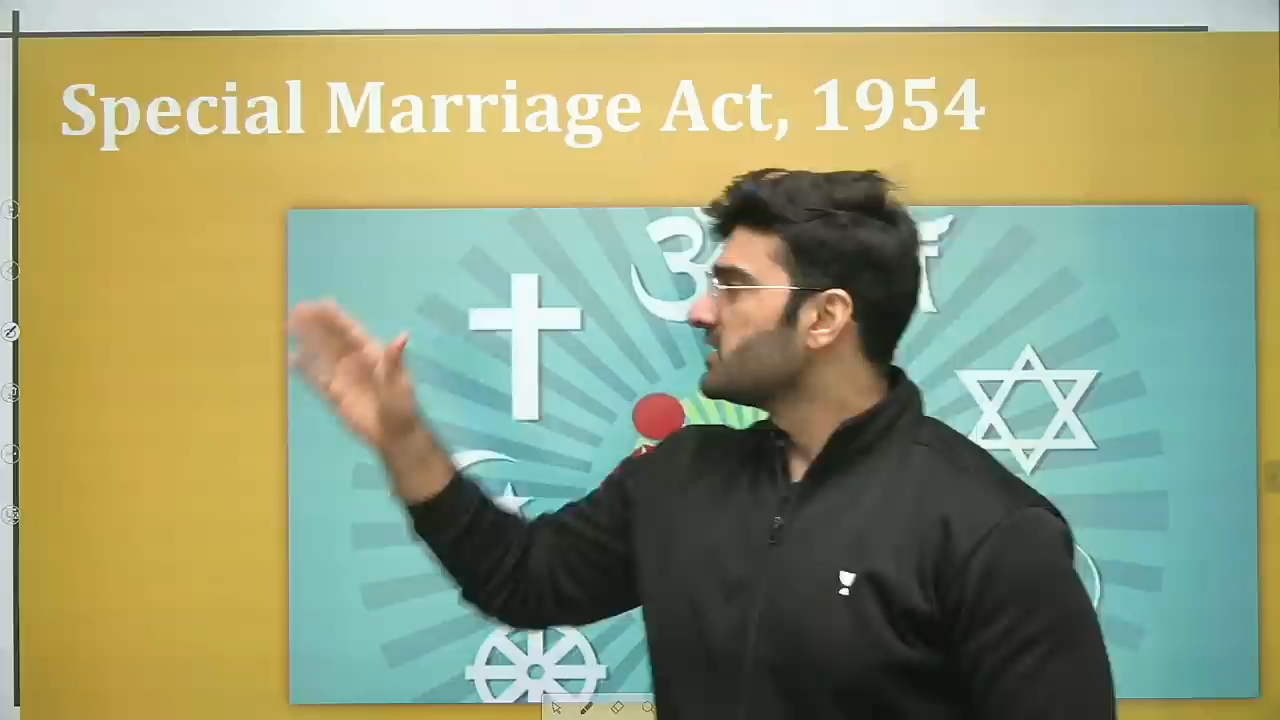 Special Marriage Act, 1954
ॐ